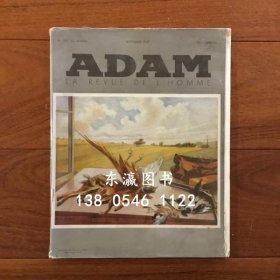 ADAM
LA REVUE DE L'HOMME
东瀛图书
138 0546 1122